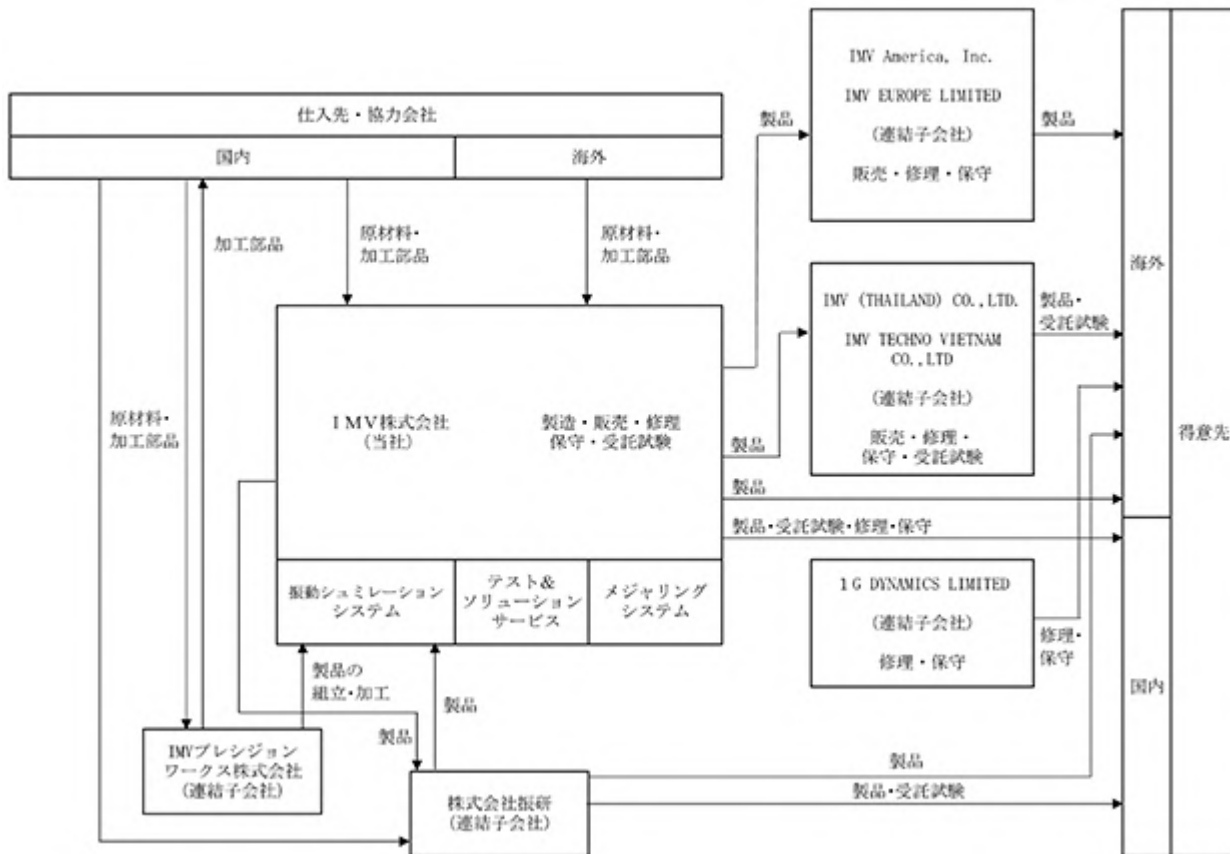 仕入先・協力会社
国内
海外
加工部品
原材料・
加工部品
原材料・
加工部品
原材料・
加工部品
IMV株式会社
(当社)
製造・販売・修理
保守・受託試験
振動シュミレーション
システム
テスト&
ソリューション
サービス
メジャリング
システム
製品の
組立・加工
製品
製品
IMVプレシジョン
ワークス株式会社
(連結子会社)
株式会社振研
(連結子会社)
製品
IMV America, Inc.
IMV EUROPE LIMITED
(連結子会社)
販売・修理・保守
製品
製品
IMV (THAILAND) CO.,LTD.
IMV TECHNO VIETNAM
CO.,LTD
(連結子会社)
販売・修理・
保守・受託試験
製品・
受託試験
製品
製品・受託試験・修理・保守
1G DYNAMICS LIMITED
(連結子会社)
修理・保守
修理・
保守
製品
製品・受託試験
海外
国内
得意先